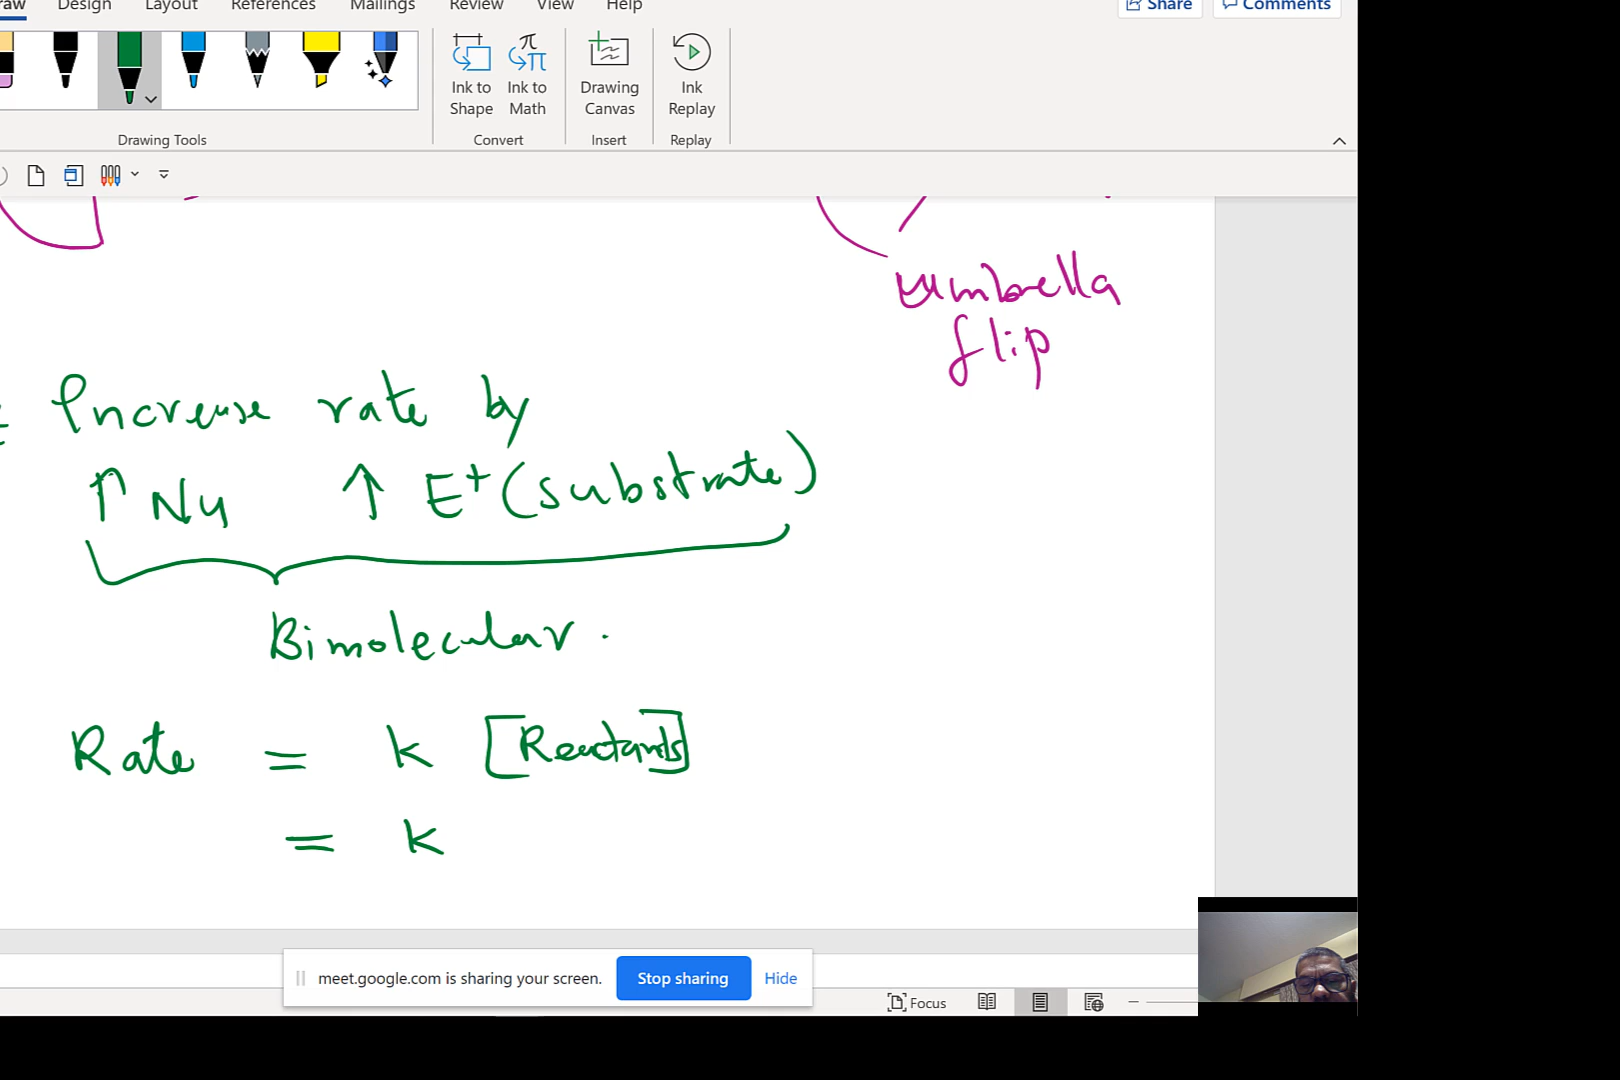 Design Layout References Mailings Review View Help
Share Comments
Ink to Shape
Ink to Math
Drawing Canvas
Ink Replay
Drawing Tools Convert Insert Replay
umbrella
flip
Increase rate by
↑ Nu ↑ E+ (substrate)
Bimolecular.
Rate = k [Reactants]
= k
meet.google.com is sharing your screen. Stop sharing Hide
Focus